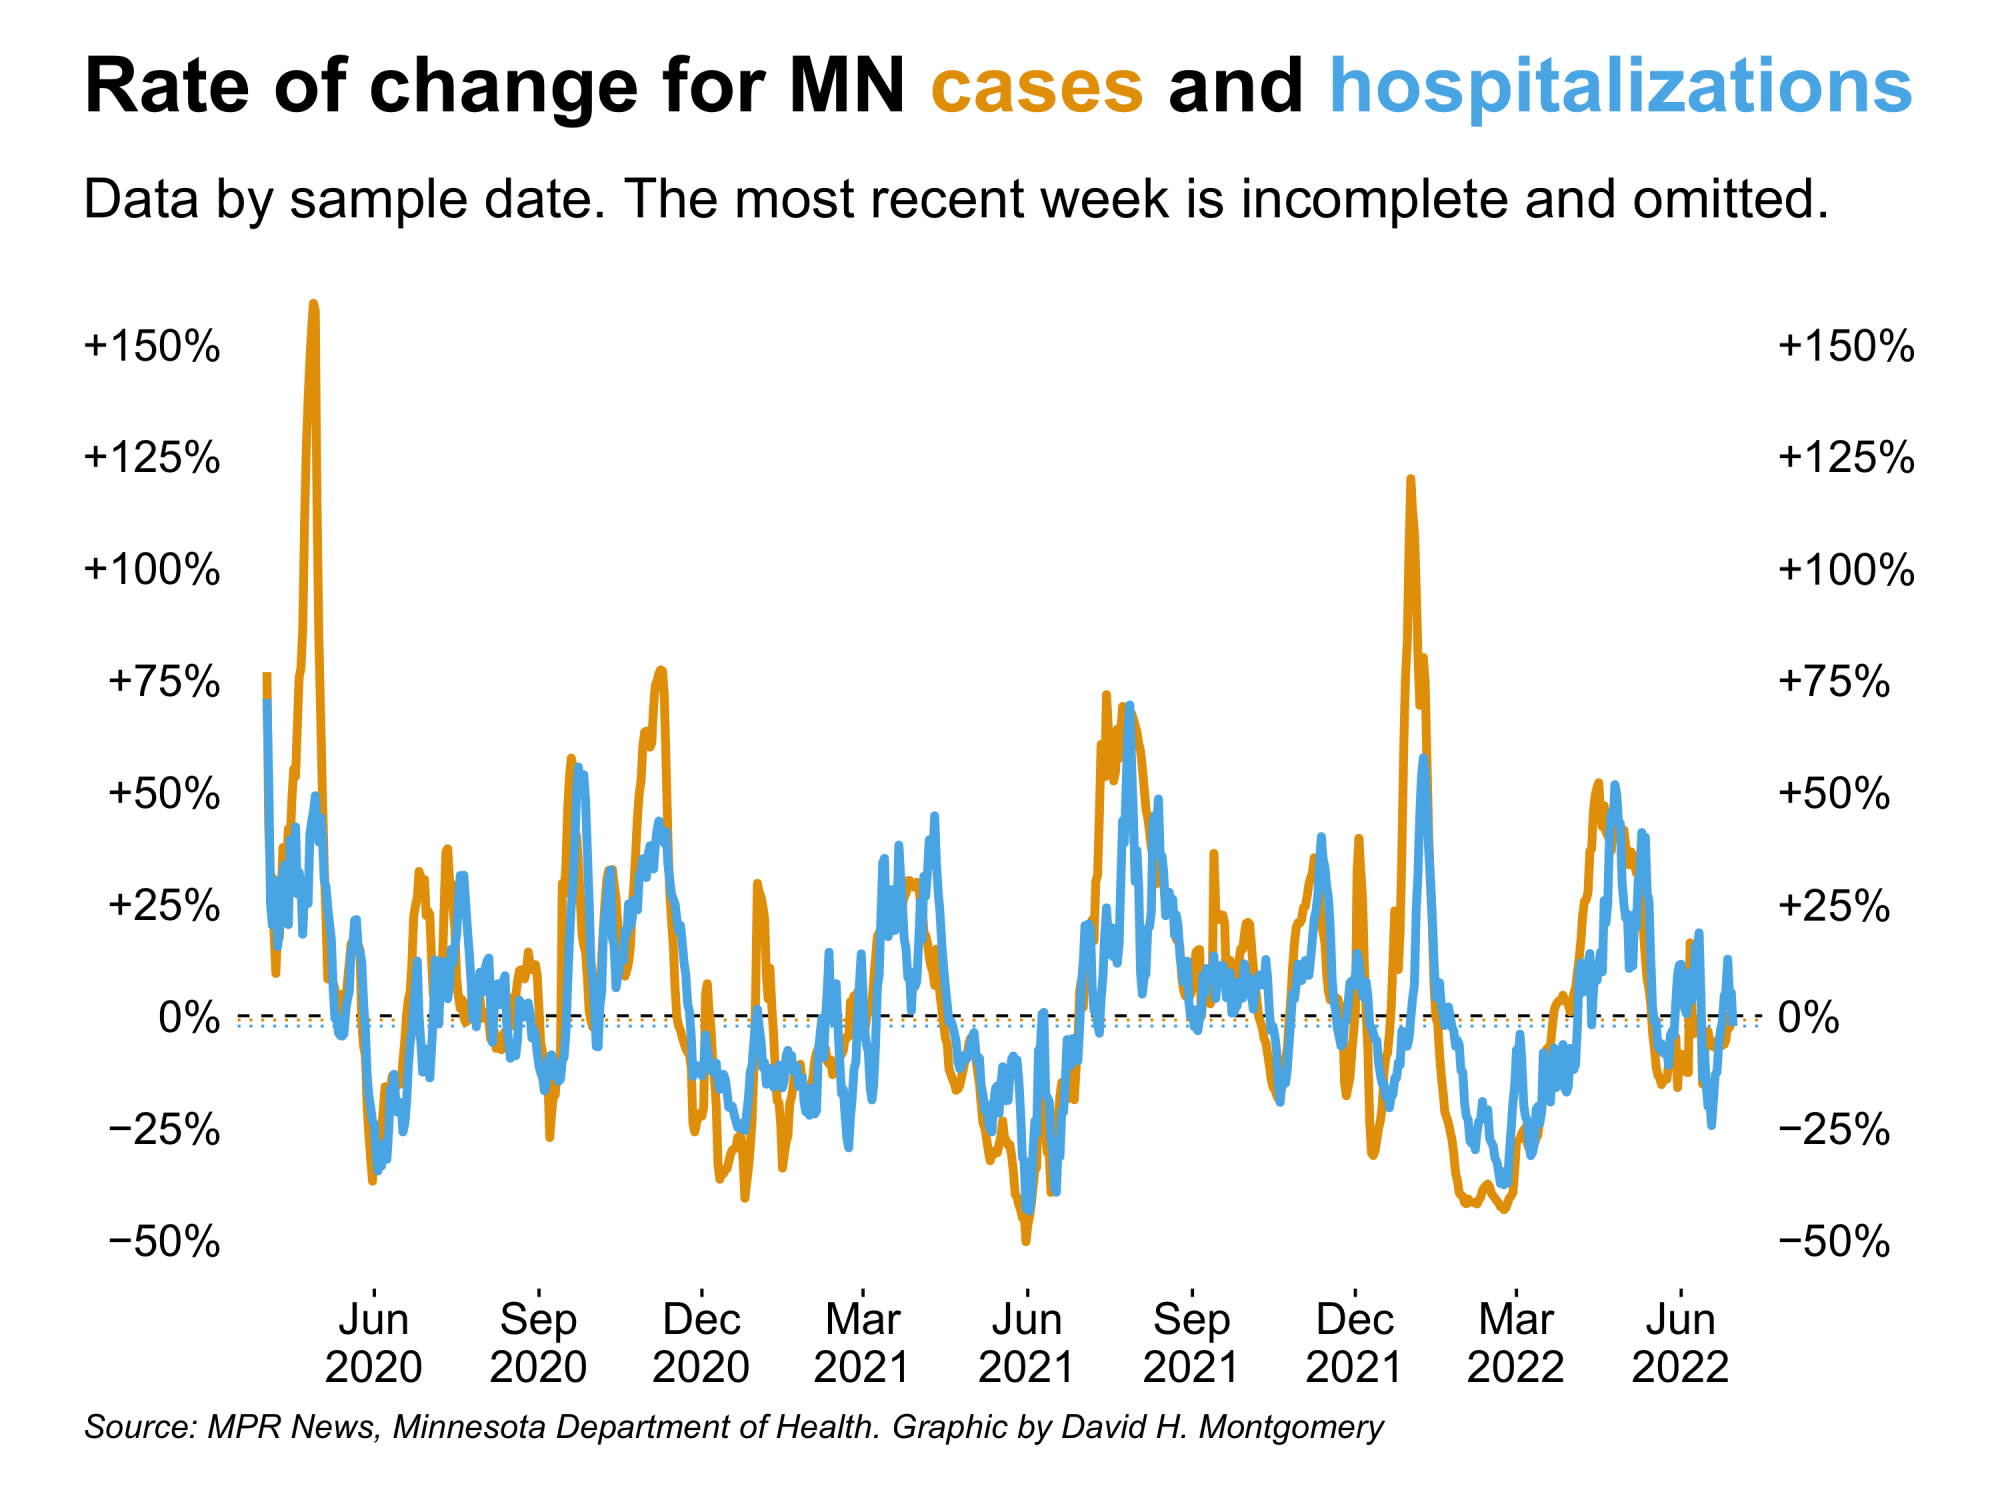 Rate of change for MN cases and hospitalizations
Data by sample date. The most recent week is incomplete and omitted.
+150% +150%
+125% +125%
+100% +100%
+75% +75%
+50% +50%
+25% +25%
0% 0%
−25% −25%
−50% −50%
Jun Sep Dec Mar Jun Sep Dec Mar Jun
2020 2020 2020 2021 2021 2021 2021 2022 2022
Source: MPR News, Minnesota Department of Health. Graphic by David H. Montgomery